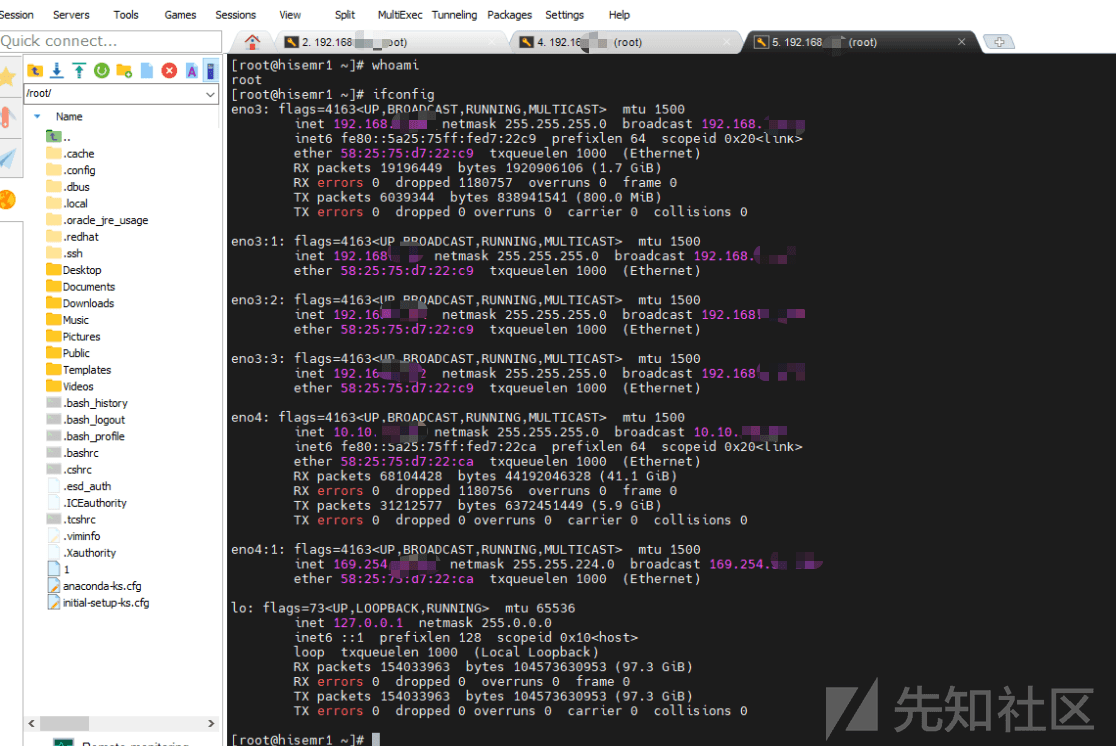 Session Servers Tools Games Sessions View Split MultiExec Tunneling Packages Settings Help
Quick connect...
2. 192.168 oot)
4. 192.16 (root)
5. 192.168 (root)
/root/
Name
..
.cache
.config
.dbus
.local
.oracle_jre_usage
.redhat
.ssh
Desktop
Documents
Downloads
Music
Pictures
Public
Templates
Videos
.bash_history
.bash_logout
.bash_profile
.bashrc
.cshrc
.esd_auth
.ICEauthority
.tcshrc
.viminfo
.Xauthority
1
anaconda-ks.cfg
initial-setup-ks.cfg
Remote monitoring
[root@hisemr1 ~]# whoami
root
[root@hisemr1 ~]# ifconfig
eno3: flags=4163<UP,BROADCAST,RUNNING,MULTICAST> mtu 1500
inet 192.168. netmask 255.255.255.0 broadcast 192.168.
inet6 fe80::5a25:75ff:fed7:22c9 prefixlen 64 scopeid 0x20<link>
ether 58:25:75:d7:22:c9 txqueuelen 1000 (Ethernet)
RX packets 19196449 bytes 1920906106 (1.7 GiB)
RX errors 0 dropped 1180757 overruns 0 frame 0
TX packets 6039344 bytes 838941541 (800.0 MiB)
TX errors 0 dropped 0 overruns 0 carrier 0 collisions 0
eno3:1: flags=4163<UP,BROADCAST,RUNNING,MULTICAST> mtu 1500
inet 192.168 netmask 255.255.255.0 broadcast 192.168.
ether 58:25:75:d7:22:c9 txqueuelen 1000 (Ethernet)
eno3:2: flags=4163<UP,BROADCAST,RUNNING,MULTICAST> mtu 1500
inet 192.16 netmask 255.255.255.0 broadcast 192.168
ether 58:25:75:d7:22:c9 txqueuelen 1000 (Ethernet)
eno3:3: flags=4163<UP,BROADCAST,RUNNING,MULTICAST> mtu 1500
inet 192.16 2 netmask 255.255.255.0 broadcast 192.168
ether 58:25:75:d7:22:c9 txqueuelen 1000 (Ethernet)
eno4: flags=4163<UP,BROADCAST,RUNNING,MULTICAST> mtu 1500
inet 10.10. netmask 255.255.255.0 broadcast 10.10.
inet6 fe80::5a25:75ff:fed7:22ca prefixlen 64 scopeid 0x20<link>
ether 58:25:75:d7:22:ca txqueuelen 1000 (Ethernet)
RX packets 68104428 bytes 44192046328 (41.1 GiB)
RX errors 0 dropped 1180756 overruns 0 frame 0
TX packets 31212577 bytes 6372451449 (5.9 GiB)
TX errors 0 dropped 0 overruns 0 carrier 0 collisions 0
eno4:1: flags=4163<UP,BROADCAST,RUNNING,MULTICAST> mtu 1500
inet 169.254 netmask 255.255.224.0 broadcast 169.254.
ether 58:25:75:d7:22:ca txqueuelen 1000 (Ethernet)
lo: flags=73<UP,LOOPBACK,RUNNING> mtu 65536
inet 127.0.0.1 netmask 255.0.0.0
inet6 ::1 prefixlen 128 scopeid 0x10<host>
loop txqueuelen 1000 (Local Loopback)
RX packets 154033963 bytes 104573630953 (97.3 GiB)
RX errors 0 dropped 0 overruns 0 frame 0
TX packets 154033963 bytes 104573630953 (97.3 GiB)
TX errors 0 dropped 0 overruns 0 carrier 0 collisions 0
[root@hisemr1 ~]#
先知社区